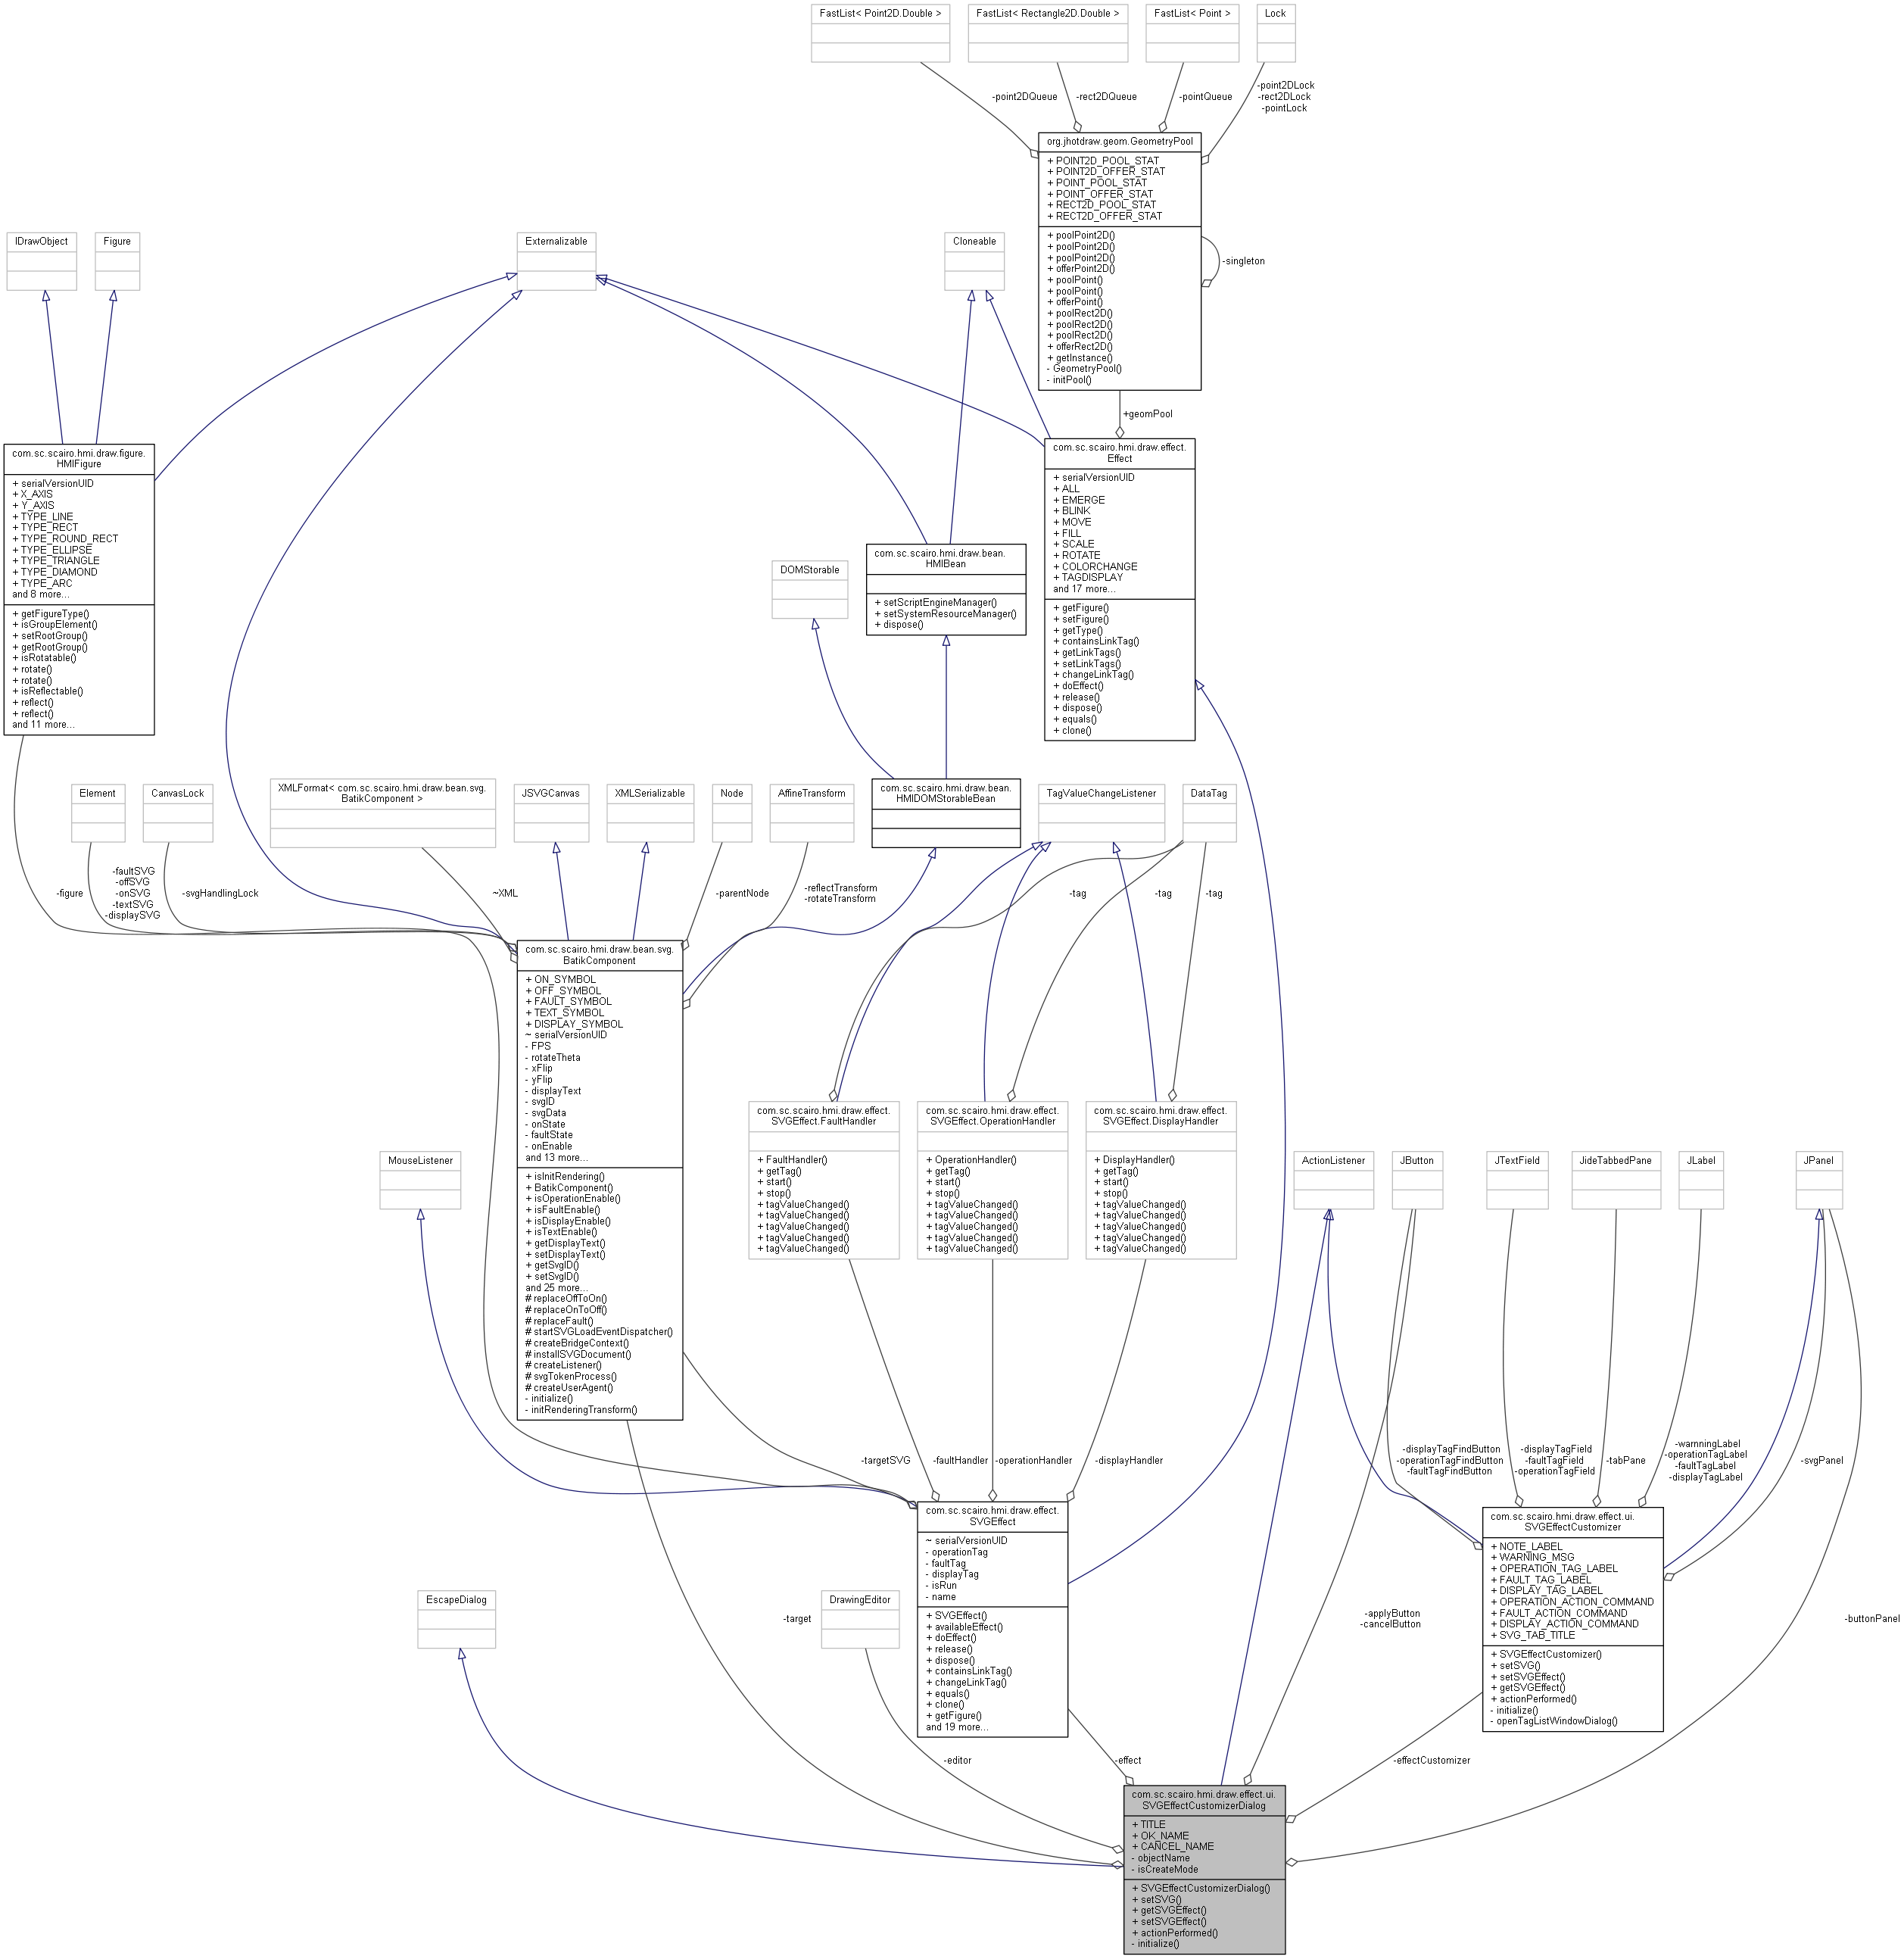 FastList< Point2D.Double >
FastList< Rectangle2D.Double >
FastList< Point >
Lock
-point2DQueue
-rect2DQueue
-pointQueue
-point2DLock
-rect2DLock
-pointLock
org.jhotdraw.geom.GeometryPool
+ POINT2D_POOL_STAT
+ POINT2D_OFFER_STAT
+ POINT_POOL_STAT
+ POINT_OFFER_STAT
+ RECT2D_POOL_STAT
+ RECT2D_OFFER_STAT
+ poolPoint2D()
+ poolPoint2D()
+ poolPoint2D()
+ offerPoint2D()
+ poolPoint()
+ poolPoint()
+ offerPoint()
+ poolRect2D()
+ poolRect2D()
+ poolRect2D()
+ offerRect2D()
+ getInstance()
- GeometryPool()
- initPool()
-singleton
IDrawObject
Figure
Externalizable
Cloneable
+geomPool
com.sc.scairo.hmi.draw.figure.
HMIFigure
+ serialVersionUID
+ X_AXIS
+ Y_AXIS
+ TYPE_LINE
+ TYPE_RECT
+ TYPE_ROUND_RECT
+ TYPE_ELLIPSE
+ TYPE_TRIANGLE
+ TYPE_DIAMOND
+ TYPE_ARC
and 8 more...
+ getFigureType()
+ isGroupElement()
+ setRootGroup()
+ getRootGroup()
+ isRotatable()
+ rotate()
+ rotate()
+ isReflectable()
+ reflect()
+ reflect()
and 11 more...
com.sc.scairo.hmi.draw.effect.
Effect
+ serialVersionUID
+ ALL
+ EMERGE
+ BLINK
+ MOVE
+ FILL
+ SCALE
+ ROTATE
+ COLORCHANGE
+ TAGDISPLAY
and 17 more...
+ getFigure()
+ setFigure()
+ getType()
+ containsLinkTag()
+ getLinkTags()
+ setLinkTags()
+ changeLinkTag()
+ doEffect()
+ release()
+ dispose()
+ equals()
+ clone()
com.sc.scairo.hmi.draw.bean.
HMIBean
+ setScriptEngineManager()
+ setSystemResourceManager()
+ dispose()
DOMStorable
Element
CanvasLock
XMLFormat< com.sc.scairo.hmi.draw.bean.svg.
BatikComponent >
JSVGCanvas
XMLSerializable
Node
AffineTransform
com.sc.scairo.hmi.draw.bean.
HMIDOMStorableBean
TagValueChangeListener
DataTag
-figure
-faultSVG
-offSVG
-onSVG
-textSVG
-displaySVG
-svgHandlingLock
~XML
-parentNode
-reflectTransform
-rotateTransform
-tag
-tag
-tag
com.sc.scairo.hmi.draw.bean.svg.
BatikComponent
+ ON_SYMBOL
+ OFF_SYMBOL
+ FAULT_SYMBOL
+ TEXT_SYMBOL
+ DISPLAY_SYMBOL
~ serialVersionUID
- FPS
- rotateTheta
- xFlip
- yFlip
- displayText
- svgID
- svgData
- onState
- faultState
- onEnable
and 13 more...
+ isInitRendering()
+ BatikComponent()
+ isOperationEnable()
+ isFaultEnable()
+ isDisplayEnable()
+ isTextEnable()
+ getDisplayText()
+ setDisplayText()
+ getSvgID()
+ setSvgID()
and 25 more...
# replaceOffToOn()
# replaceOnToOff()
# replaceFault()
# startSVGLoadEventDispatcher()
# createBridgeContext()
# installSVGDocument()
# createListener()
# svgTokenProcess()
# createUserAgent()
- initialize()
- initRenderingTransform()
com.sc.scairo.hmi.draw.effect.
SVGEffect.FaultHandler
+ FaultHandler()
+ getTag()
+ start()
+ stop()
+ tagValueChanged()
+ tagValueChanged()
+ tagValueChanged()
+ tagValueChanged()
+ tagValueChanged()
com.sc.scairo.hmi.draw.effect.
SVGEffect.OperationHandler
+ OperationHandler()
+ getTag()
+ start()
+ stop()
+ tagValueChanged()
+ tagValueChanged()
+ tagValueChanged()
+ tagValueChanged()
+ tagValueChanged()
com.sc.scairo.hmi.draw.effect.
SVGEffect.DisplayHandler
+ DisplayHandler()
+ getTag()
+ start()
+ stop()
+ tagValueChanged()
+ tagValueChanged()
+ tagValueChanged()
+ tagValueChanged()
+ tagValueChanged()
MouseListener
ActionListener
JButton
JTextField
JideTabbedPane
JLabel
JPanel
-targetSVG
-faultHandler
-operationHandler
-displayHandler
-displayTagFindButton
-operationTagFindButton
-faultTagFindButton
-displayTagField
-faultTagField
-operationTagField
-tabPane
-warnningLabel
-operationTagLabel
-faultTagLabel
-displayTagLabel
-svgPanel
com.sc.scairo.hmi.draw.effect.
SVGEffect
~ serialVersionUID
- operationTag
- faultTag
- displayTag
- isRun
- name
+ SVGEffect()
+ availableEffect()
+ doEffect()
+ release()
+ dispose()
+ containsLinkTag()
+ changeLinkTag()
+ equals()
+ clone()
+ getFigure()
and 19 more...
com.sc.scairo.hmi.draw.effect.ui.
SVGEffectCustomizer
+ NOTE_LABEL
+ WARNING_MSG
+ OPERATION_TAG_LABEL
+ FAULT_TAG_LABEL
+ DISPLAY_TAG_LABEL
+ OPERATION_ACTION_COMMAND
+ FAULT_ACTION_COMMAND
+ DISPLAY_ACTION_COMMAND
+ SVG_TAB_TITLE
+ SVGEffectCustomizer()
+ setSVG()
+ setSVGEffect()
+ getSVGEffect()
+ actionPerformed()
- initialize()
- openTagListWindowDialog()
EscapeDialog
DrawingEditor
-target
-applyButton
-cancelButton
-buttonPanel
-editor
-effect
-effectCustomizer
com.sc.scairo.hmi.draw.effect.ui.
SVGEffectCustomizerDialog
+ TITLE
+ OK_NAME
+ CANCEL_NAME
- objectName
- isCreateMode
+ SVGEffectCustomizerDialog()
+ setSVG()
+ getSVGEffect()
+ setSVGEffect()
+ actionPerformed()
- initialize()